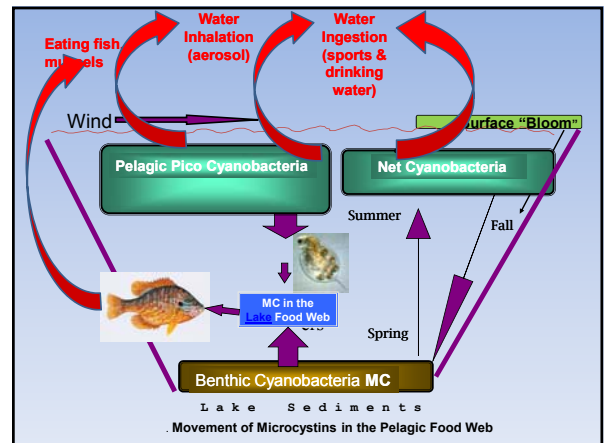 Eating fish
mussels
Water
Inhalation
(aerosol)
Water
Ingestion
(sports &
drinking
water)
Wind
Surface “Bloom”
Pelagic Pico Cyanobacteria
Net Cyanobacteria
Summer
Fall
MC in the
Lake Food Web
Spring
Benthic Cyanobacteria MC
Lake Sediments
. Movement of Microcystins in the Pelagic Food Web